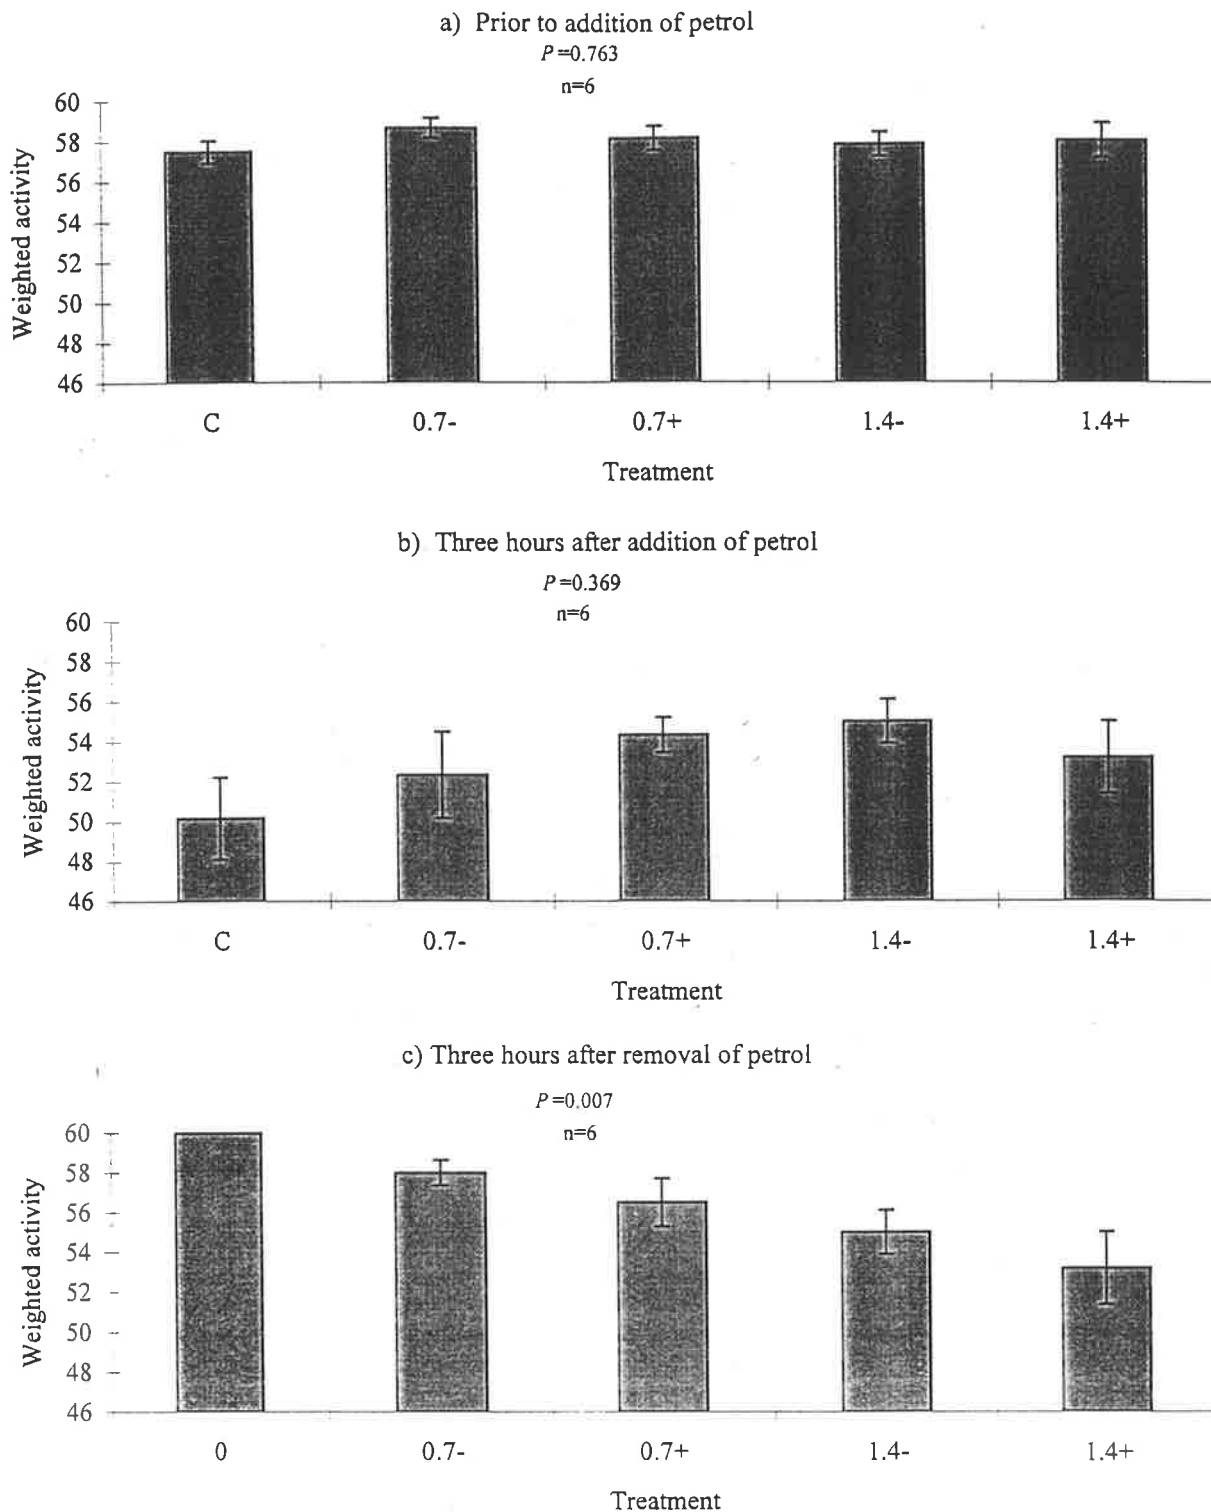 a) Prior to addition of petrol
P=0.763
n=6
60
58
56
54
52
50
48
46
Weighted activity
C 0.7- 0.7+ 1.4- 1.4+
Treatment
b) Three hours after addition of petrol
P=0.369
n=6
60
58
56
54
52
50
48
46
Weighted activity
C 0.7- 0.7+ 1.4- 1.4+
Treatment
c) Three hours after removal of petrol
P=0.007
n=6
60
58
56
54
52
50
48
46
Weighted activity
0 0.7- 0.7+ 1.4- 1.4+
Treatment